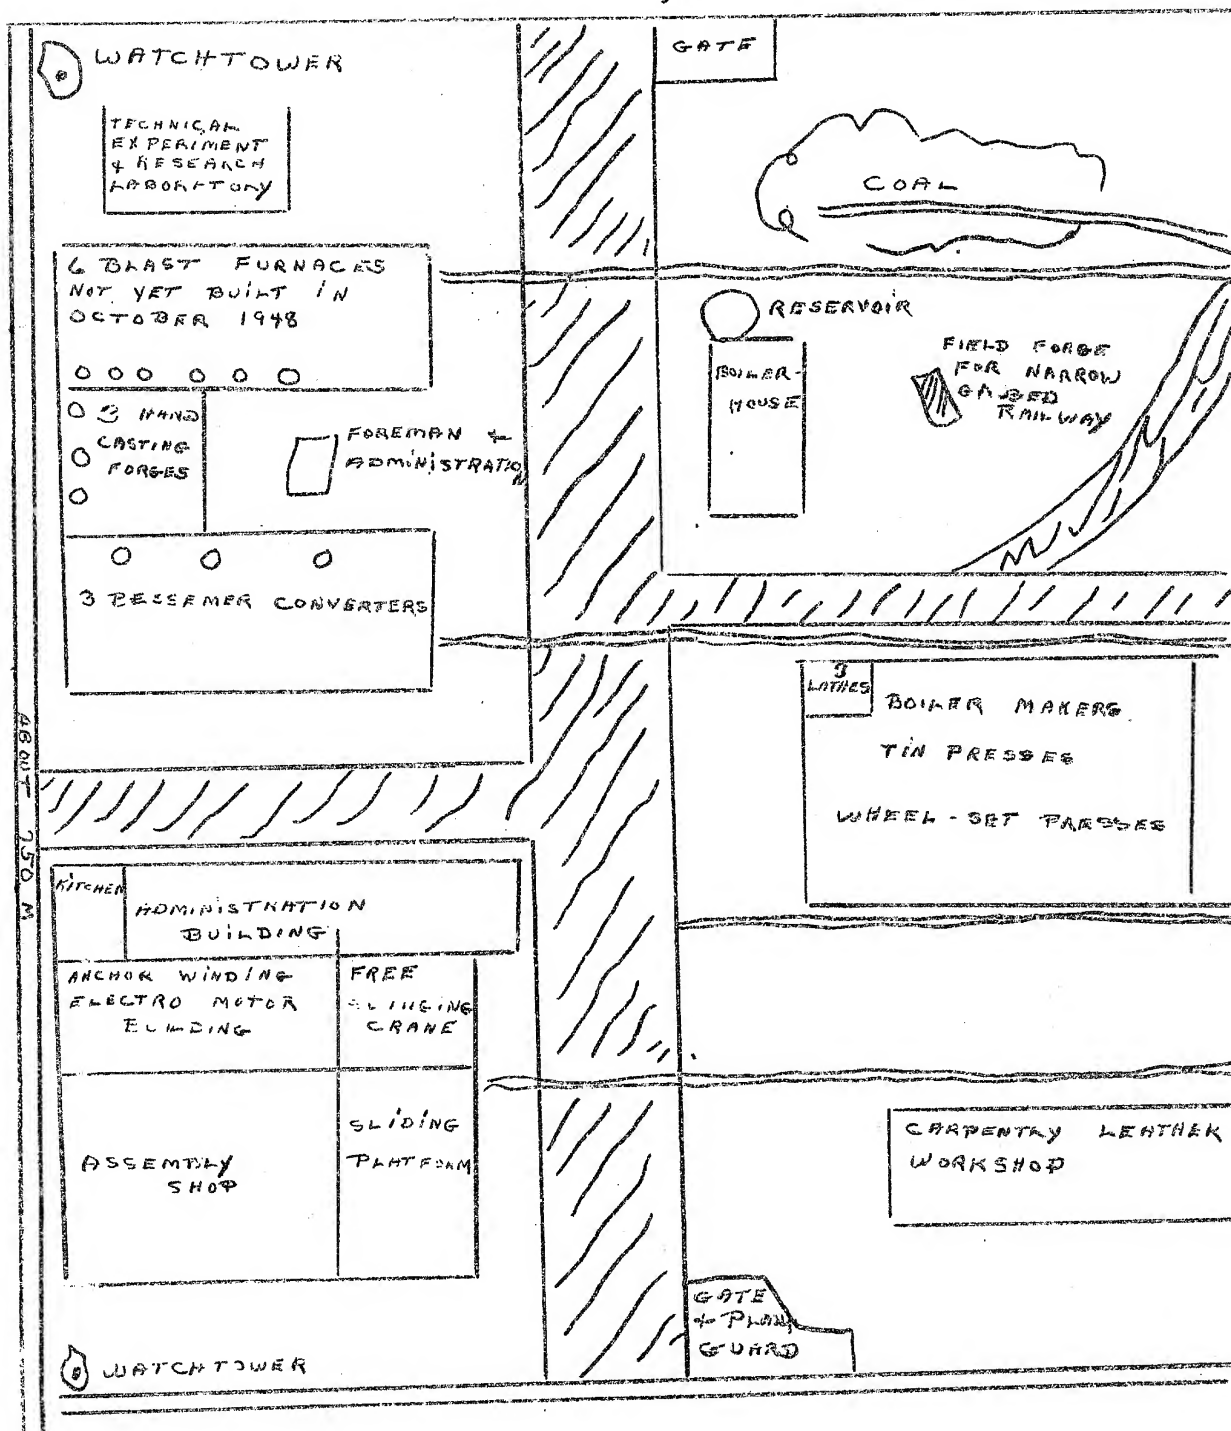 WATCHTOWER
GATE
TECHNICAL
EXPERIMENT
& RESEARCH
LABORATORY
COAL
6 BLAST FURNACES
NOT YET BUILT IN
OCTOBER 1948
RESERVOIR
BOILER-
HOUSE
FIELD FORGE
FOR NARROW
GAUGED
RAILWAY
3 HAND
CASTING
FORGES
FOREMAN &
ADMINISTRATION
3 BESSEMER CONVERTERS
3
LATHES
BOILER MAKERS
TIN PRESSES
WHEEL-SET PRESSES
ABOUT 750 M
KITCHEN
ADMINISTRATION
BUILDING
ANCHOR WINDING
ELECTRO MOTOR
BUILDING
FREE
CRANE
SLIDING
PLATFORM
ASSEMBLY
SHOP
CARPENTRY LEATHER
WORKSHOP
GATE
& PLANT
GUARD
WATCHTOWER